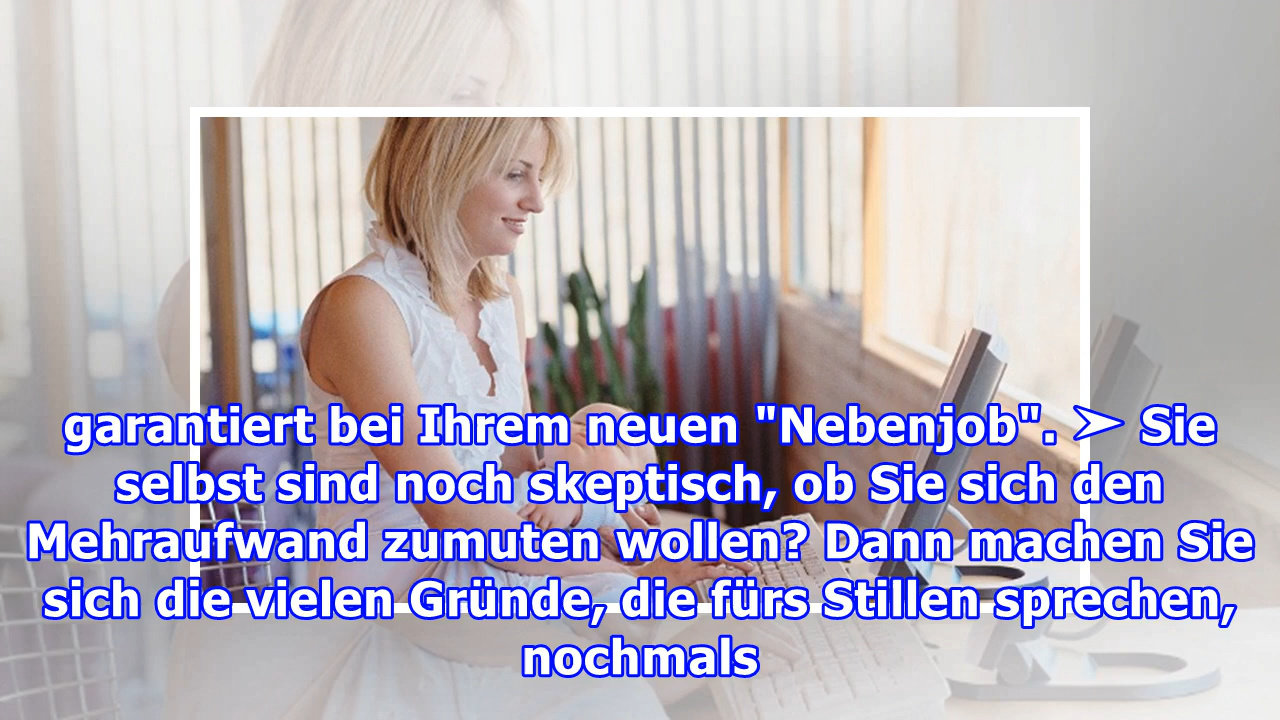 garantiert bei Ihrem neuen "Nebenjob". ➤ Sie
selbst sind noch skeptisch, ob Sie sich den
Mehraufwand zumuten wollen? Dann machen Sie
sich die vielen Gründe, die fürs Stillen sprechen,
nochmals